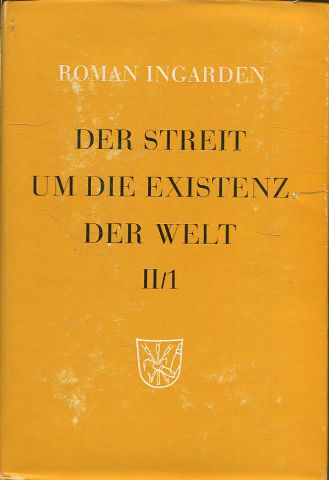 ROMAN INGARDEN
DER STREIT
UM DIE EXISTENZ
DER WELT
II/1